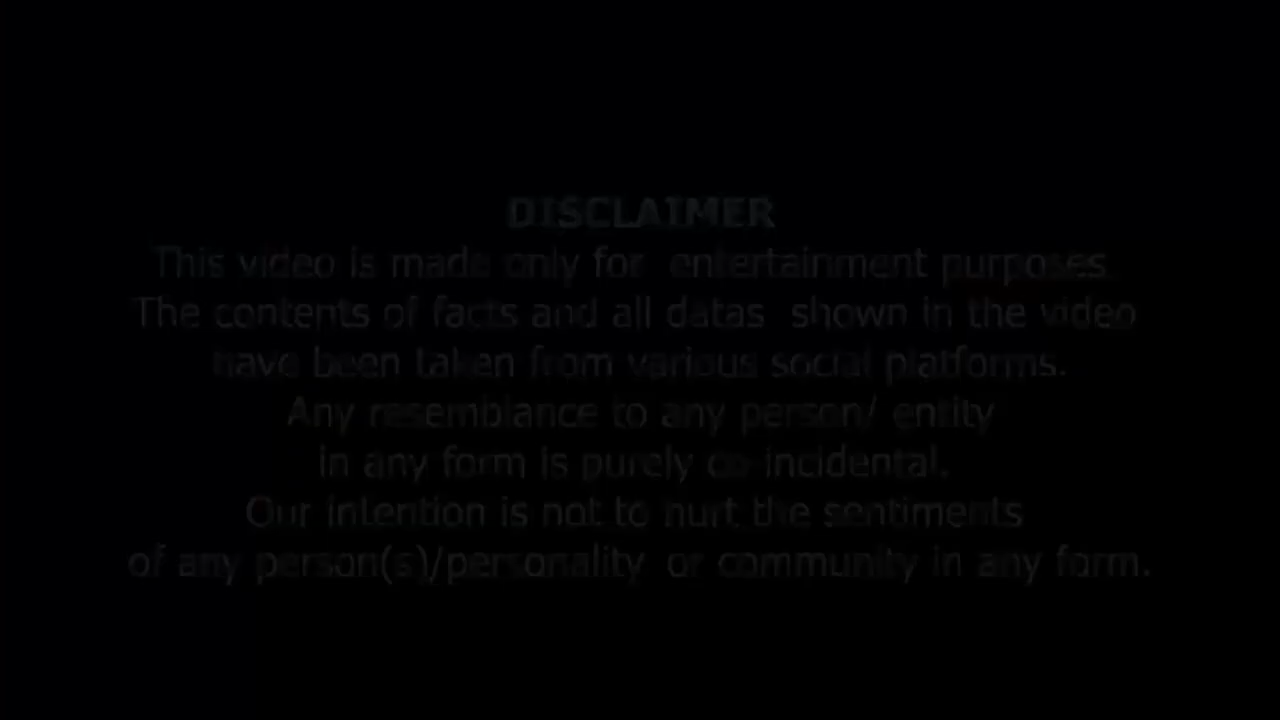 DISCLAIMER
This video is made only for entertainment purposes.
The contents of facts and all datas shown in the video
have been taken from various social platforms.
Any resemblance to any person/ entity
in any form is purely co-incidental.
Our intention is not to hurt the sentiments
of any person(s)/personality or community in any form.